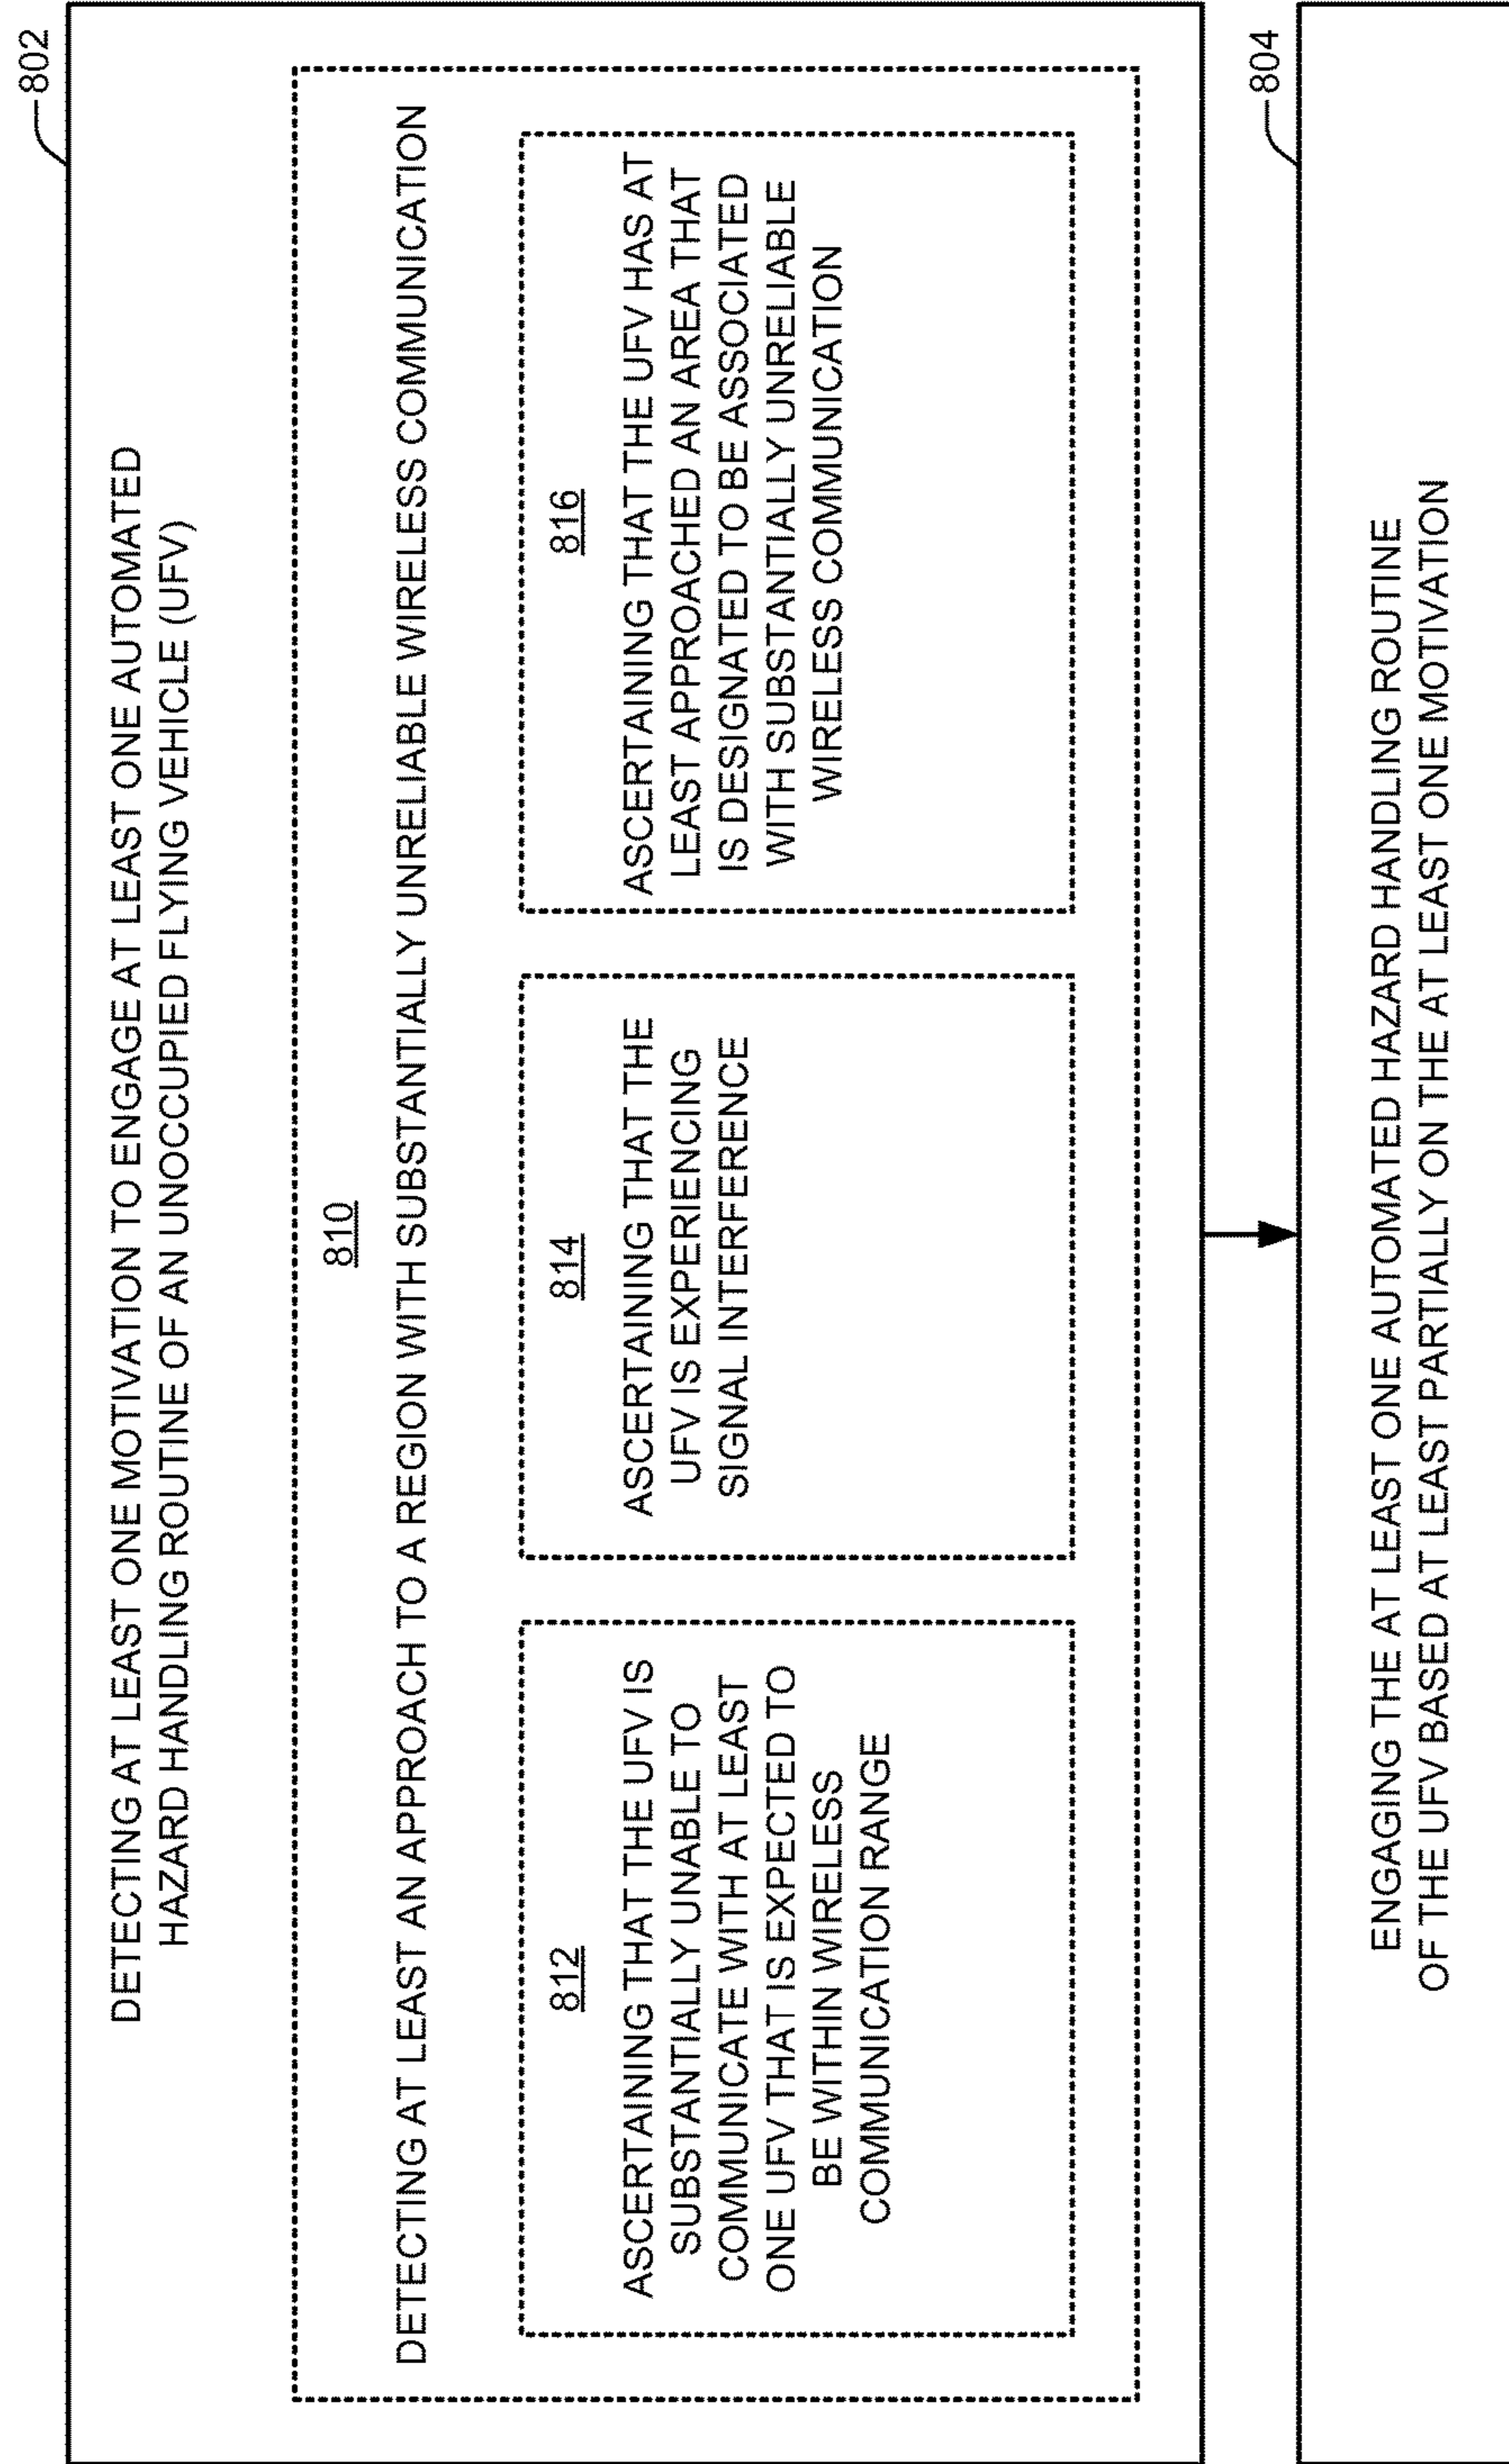 802
DETECTING AT LEAST ONE MOTIVATION TO ENGAGE AT LEAST ONE AUTOMATED
HAZARD HANDLING ROUTINE OF AN UNOCCUPIED FLYING VEHICLE (UFV)
810
DETECTING AT LEAST AN APPROACH TO A REGION WITH SUBSTANTIALLY UNRELIABLE WIRELESS COMMUNICATION
812
ASCERTAINING THAT THE UFV IS
SUBSTANTIALLY UNABLE TO
COMMUNICATE WITH AT LEAST
ONE UFV THAT IS EXPECTED TO
BE WITHIN WIRELESS
COMMUNICATION RANGE
814
ASCERTAINING THAT THE
UFV IS EXPERIENCING
SIGNAL INTERFERENCE
816
ASCERTAINING THAT THE UFV HAS AT
LEAST APPROACHED AN AREA THAT
IS DESIGNATED TO BE ASSOCIATED
WITH SUBSTANTIALLY UNRELIABLE
WIRELESS COMMUNICATION
804
ENGAGING THE AT LEAST ONE AUTOMATED HAZARD HANDLING ROUTINE
OF THE UFV BASED AT LEAST PARTIALLY ON THE AT LEAST ONE MOTIVATION